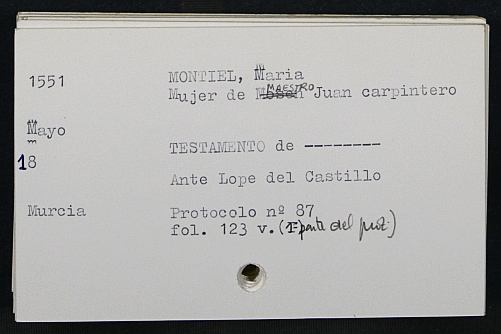 1551
MONTIEL, Maria
Mujer de Mosen MAESTRO Juan carpintero
Mayo
18
TESTAMENTO de --------
Ante Lope del Castillo
Murcia
Protocolo nº 87
fol. 123 v. (1ª parte del prot.)